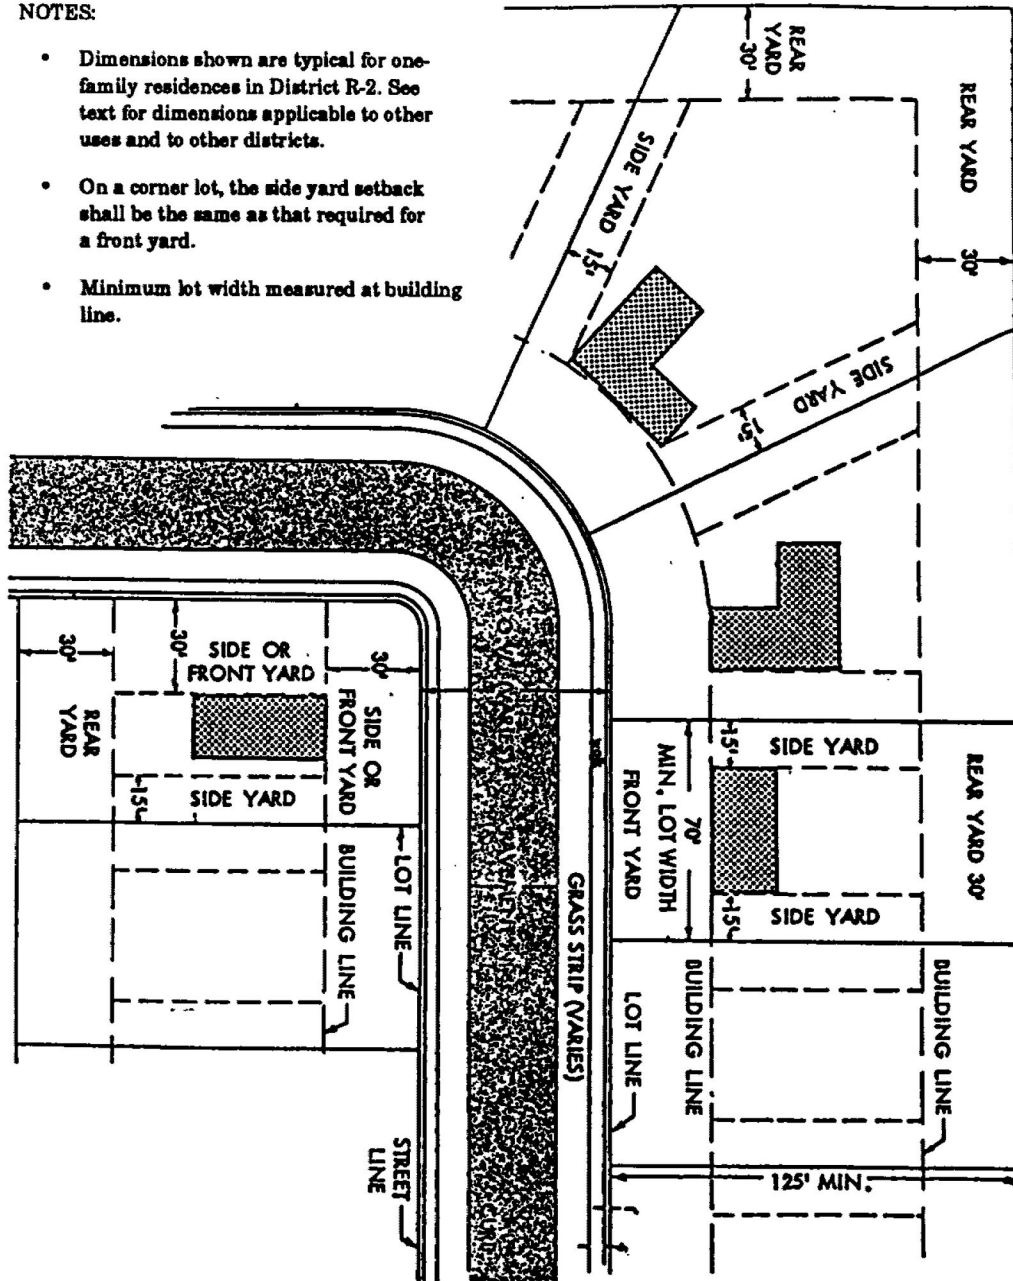 NOTES:
• Dimensions shown are typical for one-
family residences in District R-2. See
text for dimensions applicable to other
uses and to other districts.
• On a corner lot, the side yard setback
shall be the same as that required for
a front yard.
• Minimum lot width measured at building
line.
REAR
YARD
30'
REAR YARD
30'
SIDE YARD
15'
SIDE YARD
15'
30'
REAR
YARD
30'
SIDE OR
FRONT YARD
30'
SIDE OR
FRONT YARD
15'
SIDE YARD
BUILDING LINE
LOT LINE
STREET
LINE
R.O.W. (VARIES)
PAVEMENT
GRASS STRIP (VARIES)
15'
SIDE YARD
FRONT YARD
MIN. LOT WIDTH
70'
REAR YARD 30'
15'
SIDE YARD
LOT LINE
BUILDING LINE
BUILDING LINE
125' MIN.